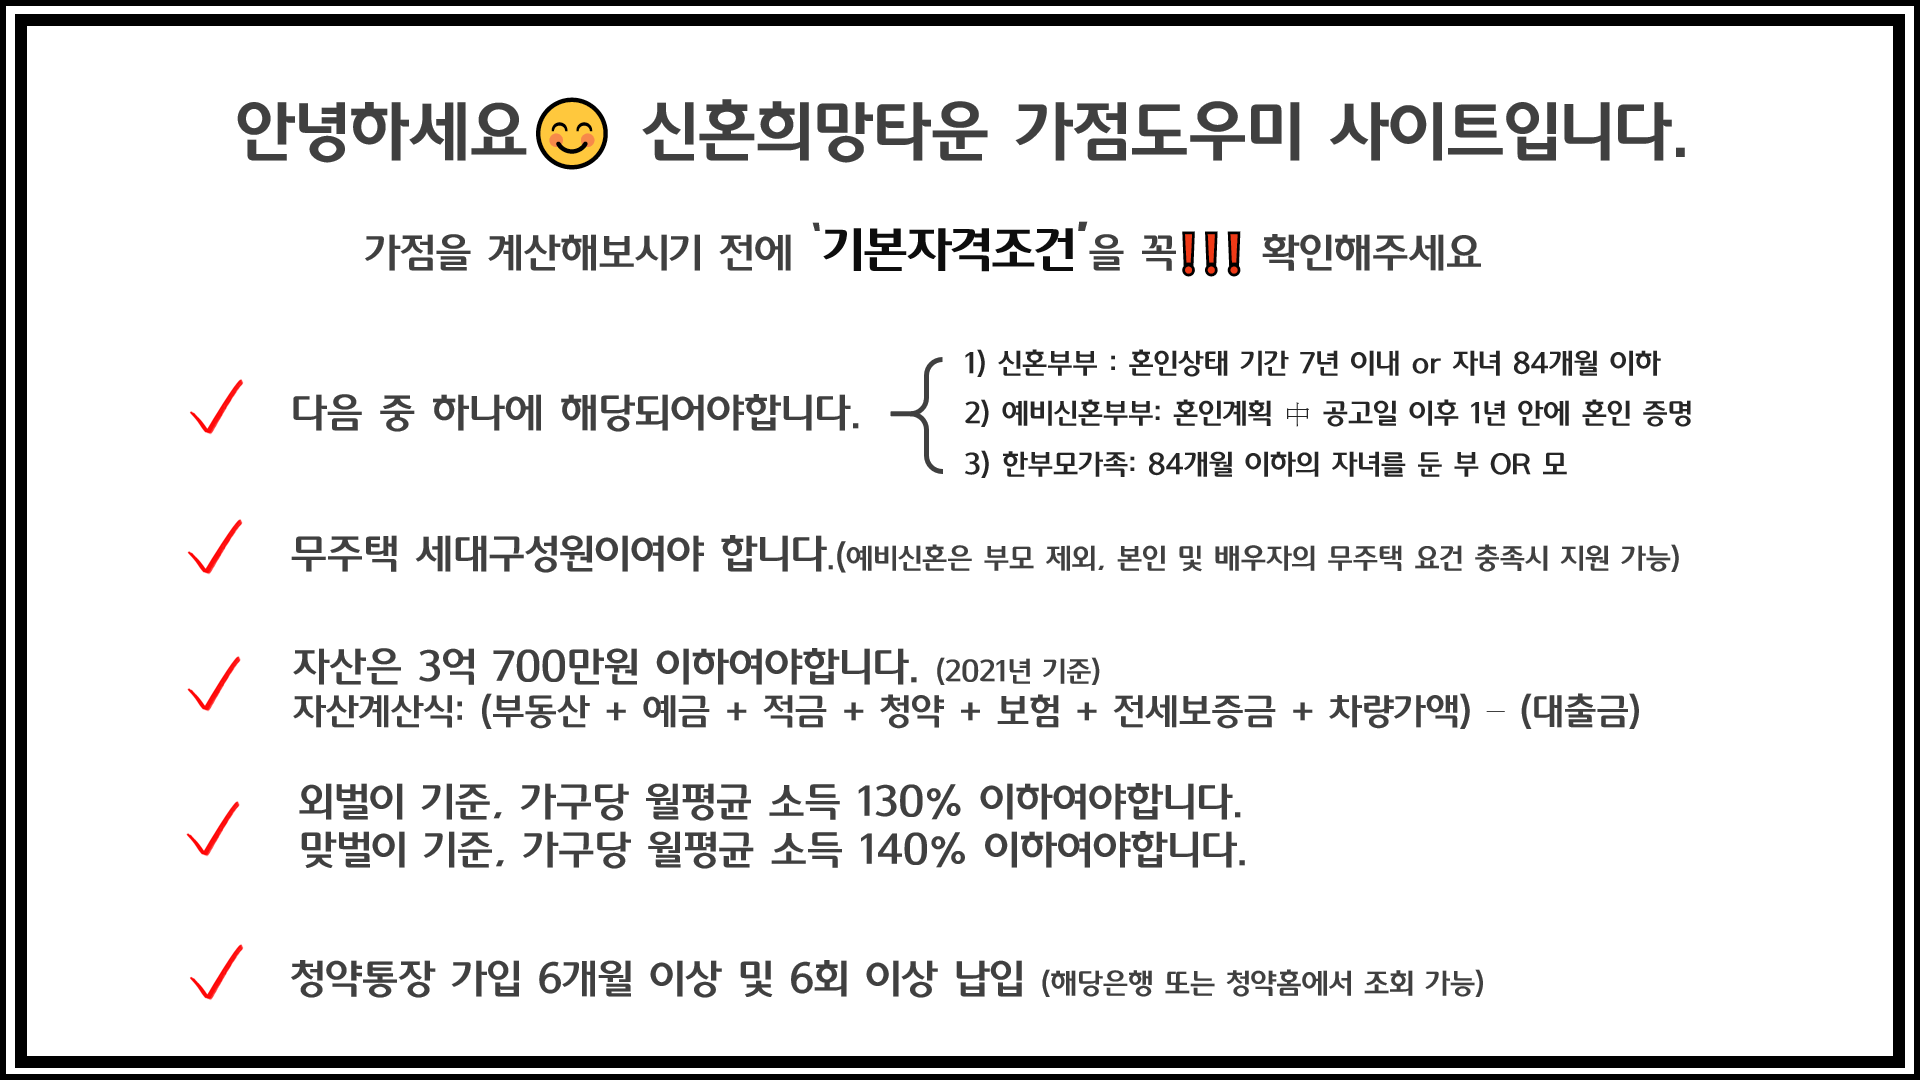 안녕하세요😊 신혼희망타운 가점도우미 사이트입니다.
가점을 계산해보시기 전에 '기본자격조건'을 꼭❗❗❗ 확인해주세요
다음 중 하나에 해당되어야합니다.
1) 신혼부부 : 혼인상태 기간 7년 이내 or 자녀 84개월 이하
2) 예비신혼부부: 혼인계획 中 공고일 이후 1년 안에 혼인 증명
3) 한부모가족: 84개월 이하의 자녀를 둔 부 OR 모
무주택 세대구성원이여야 합니다.(예비신혼은 부모 제외, 본인 및 배우자의 무주택 요건 충족시 지원 가능)
자산은 3억 700만원 이하여야합니다. (2021년 기준)
자산계산식: (부동산 + 예금 + 적금 + 청약 + 보험 + 전세보증금 + 차량가액) – (대출금)
외벌이 기준, 가구당 월평균 소득 130% 이하여야합니다.
맞벌이 기준, 가구당 월평균 소득 140% 이하여야합니다.
청약통장 가입 6개월 이상 및 6회 이상 납입 (해당은행 또는 청약홈에서 조회 가능)